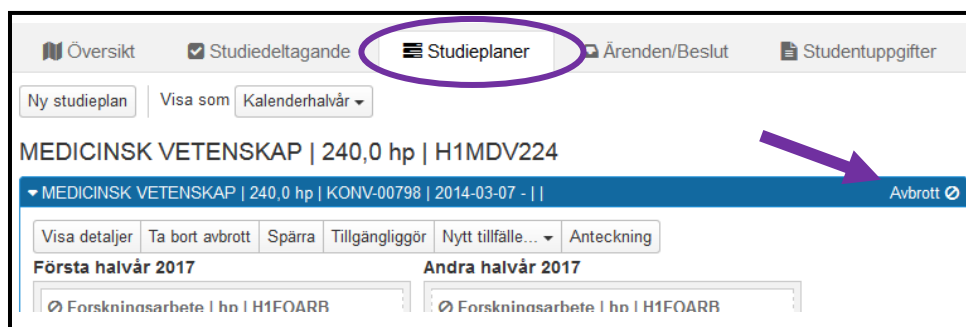 Översikt Studiedeltagande Studieplaner Ärenden/Beslut Studentuppgifter
Ny studieplan Visa som Kalenderhalvår
MEDICINSK VETENSKAP | 240,0 hp | H1MDV224
MEDICINSK VETENSKAP | 240,0 hp | KONV-00798 | 2014-03-07 - | | Avbrott
Visa detaljer Ta bort avbrott Spärra Tillgängliggör Nytt tillfälle... Anteckning
Första halvår 2017 Andra halvår 2017
Forskningsarbete | hp | H1FOARB Forskningsarbete | hp | H1FOARB